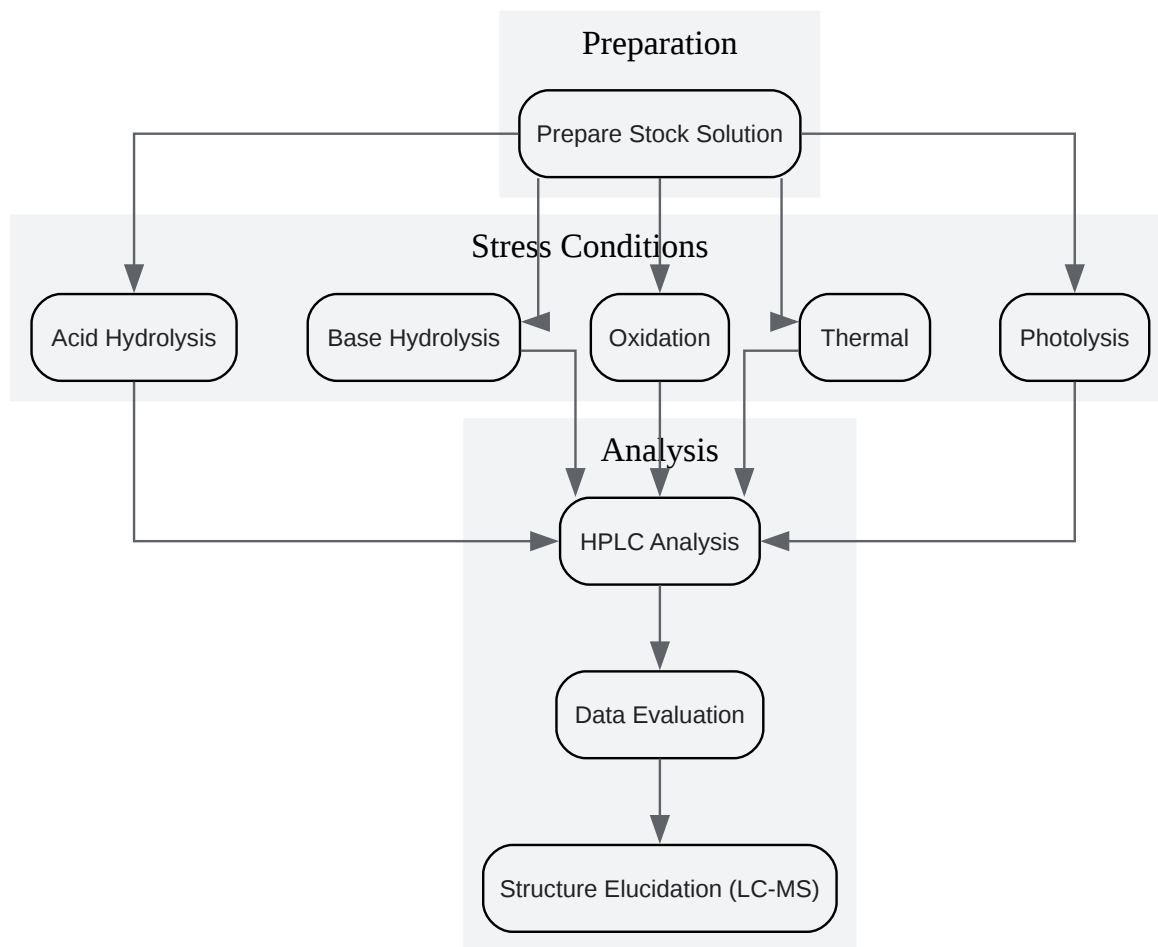 Preparation
Prepare Stock Solution
Stress Conditions
Acid Hydrolysis
Base Hydrolysis
Oxidation
Thermal
Photolysis
Analysis
HPLC Analysis
Data Evaluation
Structure Elucidation (LC-MS)